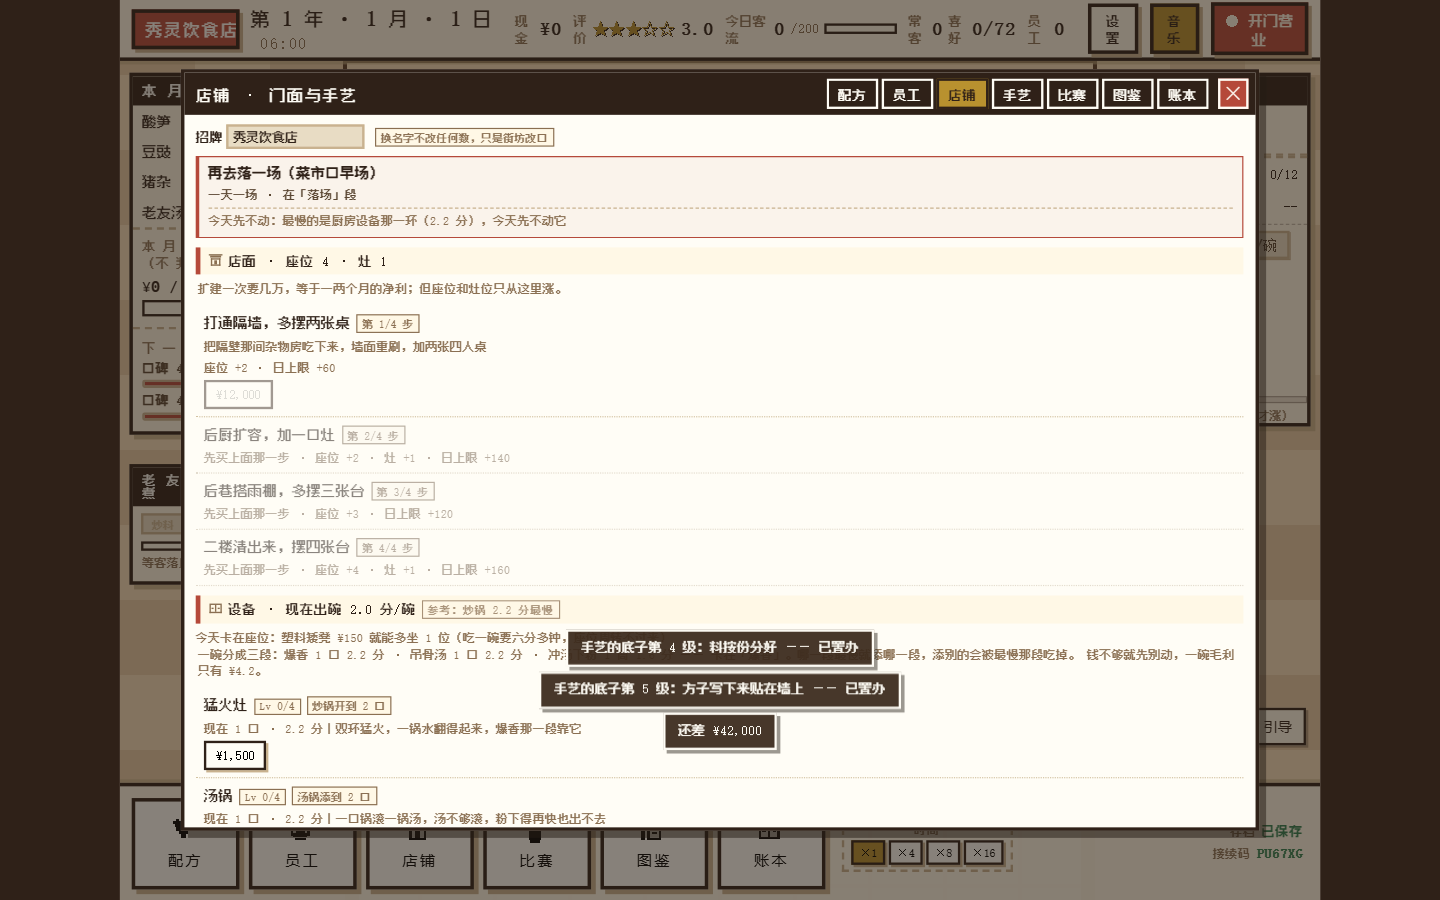 秀灵饮食店
第 1 年 · 1 月 · 1 日
06:00
现金 ¥0
评价 3.0
今日客流 0 /200
常客 0
喜好 0/72
员工 0
设置
音乐
开门营业
本 月
酸笋
豆豉
猪杂
老友汤
本 月
¥0 /
下 一
口碑
口碑
老 友
煮
炒料
等客落
0/12
--
/碗
才涨)
引导
店铺 · 门面与手艺
配方
员工
店铺
手艺
比赛
图鉴
账本
招牌
秀灵饮食店
换名字不改任何数，只是街坊改口
再去落一场（菜市口早场）
一天一场 · 在「落场」段
今天先不动：最慢的是厨房设备那一环（2.2 分），今天先不动它
店面 · 座位 4 · 灶 1
扩建一次要几万，等于一两个月的净利；但座位和灶位只从这里涨。
打通隔墙，多摆两张桌 第 1/4 步
把隔壁那间杂物房吃下来，墙面重刷，加两张四人桌
座位 +2 · 日上限 +60
¥12,000
后厨扩容，加一口灶 第 2/4 步
先买上面那一步 · 座位 +2 · 灶 +1 · 日上限 +140
后巷搭雨棚，多摆三张台 第 3/4 步
先买上面那一步 · 座位 +3 · 日上限 +120
二楼清出来，摆四张台 第 4/4 步
先买上面那一步 · 座位 +4 · 灶 +1 · 日上限 +160
设备 · 现在出碗 2.0 分/碗 参考：炒锅 2.2 分最慢
今天卡在座位：塑料矮凳 ¥150 就能多坐 1 位（吃一碗要六分多钟，
一碗分成三段：爆香 1 口 2.2 分 · 吊骨汤 1 口 2.2 分 · 冲
添哪一段，添别的会被最慢那段吃掉。 钱不够就先别动，一碗毛利
只有 ¥4.2。
手艺的底子第 4 级：料按份分好 —— 已置办
手艺的底子第 5 级：方子写下来贴在墙上 —— 已置办
还差 ¥42,000
猛火灶 Lv 0/4 炒锅开到 2 口
现在 1 口 · 2.2 分丨双环猛火，一锅水翻得起来，爆香那一段靠它
¥1,500
汤锅 Lv 0/4 汤锅添到 2 口
现在 1 口 · 2.2 分丨一口锅滚一锅汤，汤不够滚，粉下得再快也出不去
配方
员工
店铺
比赛
图鉴
账本
×1
×4
×8
×16
已保存
接续码 PU67XG